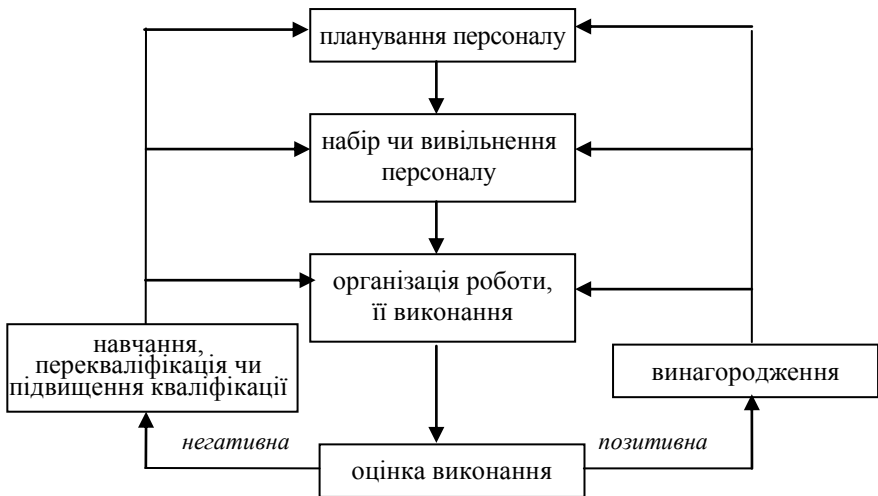 планування персоналу
набір чи вивільнення
персоналу
організація роботи,
її виконання
навчання,
перекваліфікація чи
підвищення кваліфікації
винагородження
негативна
позитивна
оцінка виконання